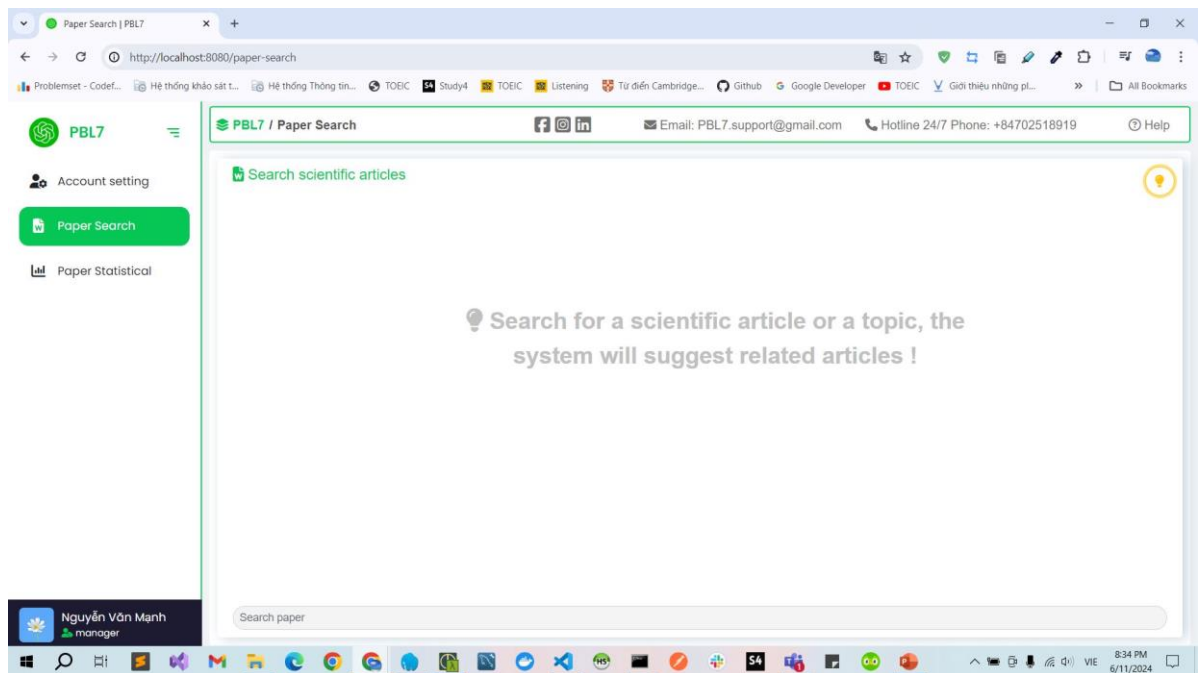 Paper Search | PBL7
http://localhost:8080/paper-search
Problemset - Codef... Hệ thống khảo sát t... Hệ thống Thông tin... TOEIC S4 Study4 TOEIC Listening Từ điển Cambridge... Github Google Developer TOEIC Giới thiệu những pl... » All Bookmarks
PBL7
PBL7 / Paper Search Email: PBL7.support@gmail.com Hotline 24/7 Phone: +84702518919 Help
Account setting
Paper Search
Paper Statistical
Search scientific articles
Search for a scientific article or a topic, the
system will suggest related articles !
Search paper
Nguyễn Văn Mạnh
manager
S4
VIE
8:34 PM
6/11/2024